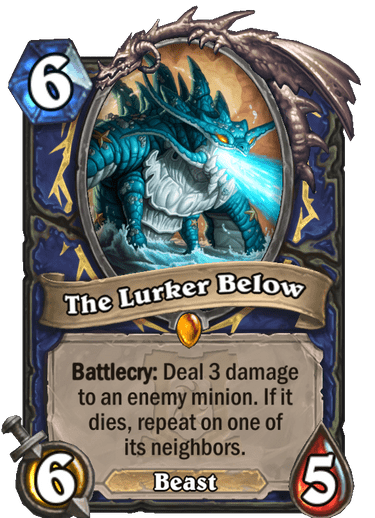 6
The Lurker Below
Battlecry: Deal 3 damage
to an enemy minion. If it
dies, repeat on one of
its neighbors.
6
Beast
5